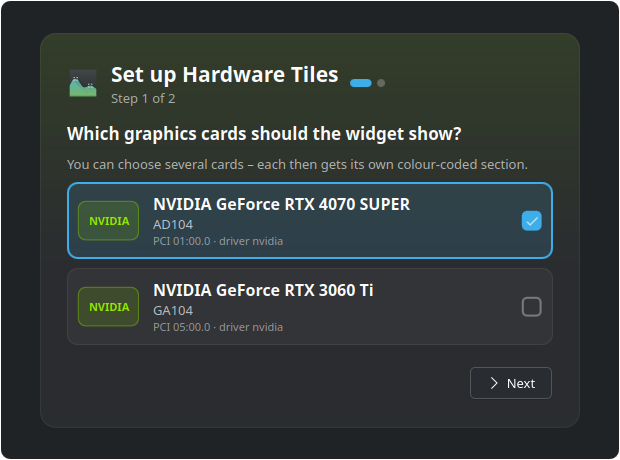 Set up Hardware Tiles
Step 1 of 2
Which graphics cards should the widget show?
You can choose several cards – each then gets its own colour-coded section.
NVIDIA
NVIDIA GeForce RTX 4070 SUPER
AD104
PCI 01:00.0 · driver nvidia
NVIDIA
NVIDIA GeForce RTX 3060 Ti
GA104
PCI 05:00.0 · driver nvidia
Next